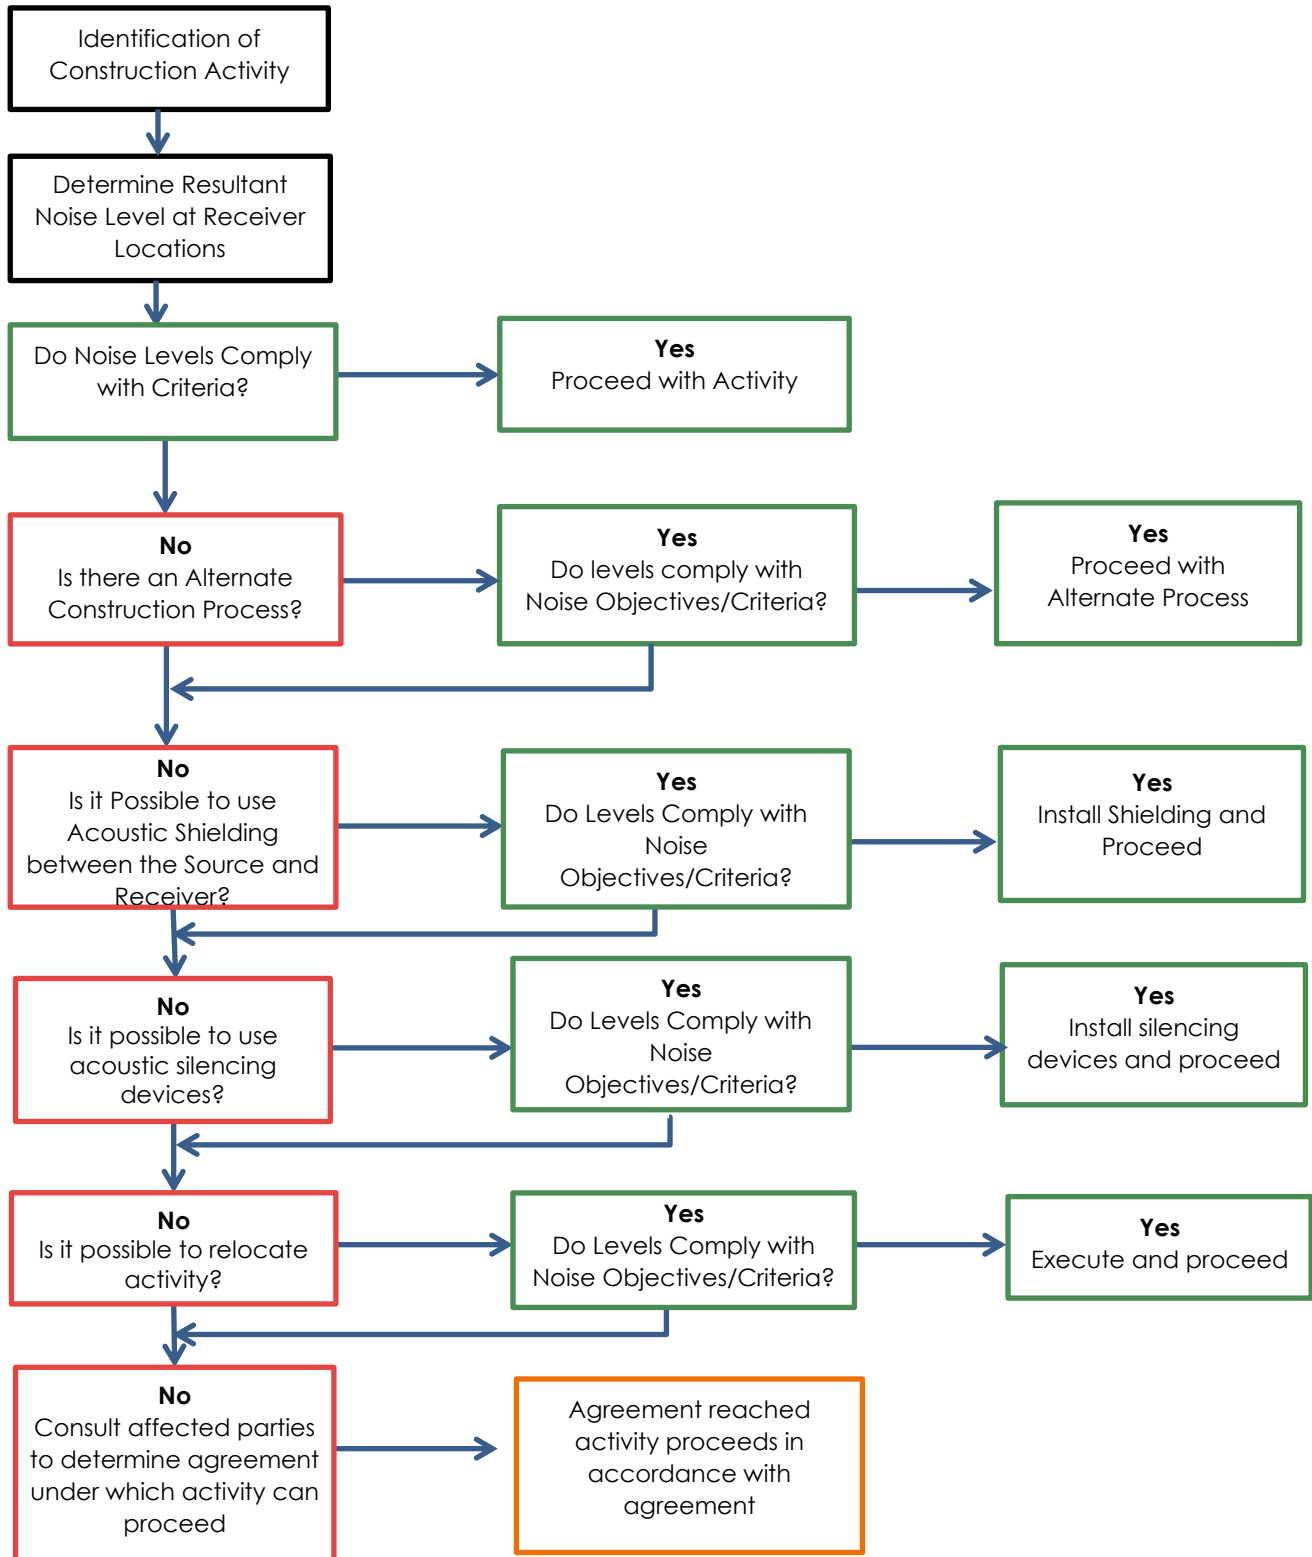 Identification of
Construction Activity
Determine Resultant
Noise Level at Receiver
Locations
Do Noise Levels Comply
with Criteria?
Yes
Proceed with Activity
No
Is there an Alternate
Construction Process?
Yes
Do levels comply with
Noise Objectives/Criteria?
Yes
Proceed with
Alternate Process
No
Is it Possible to use
Acoustic Shielding
between the Source and
Receiver?
Yes
Do Levels Comply with
Noise
Objectives/Criteria?
Yes
Install Shielding and
Proceed
No
Is it possible to use
acoustic silencing
devices?
Yes
Do Levels Comply with
Noise
Objectives/Criteria?
Yes
Install silencing
devices and proceed
No
Is it possible to relocate
activity?
Yes
Do Levels Comply with
Noise Objectives/Criteria?
Yes
Execute and proceed
No
Consult affected parties
to determine agreement
under which activity can
proceed
Agreement reached
activity proceeds in
accordance with
agreement